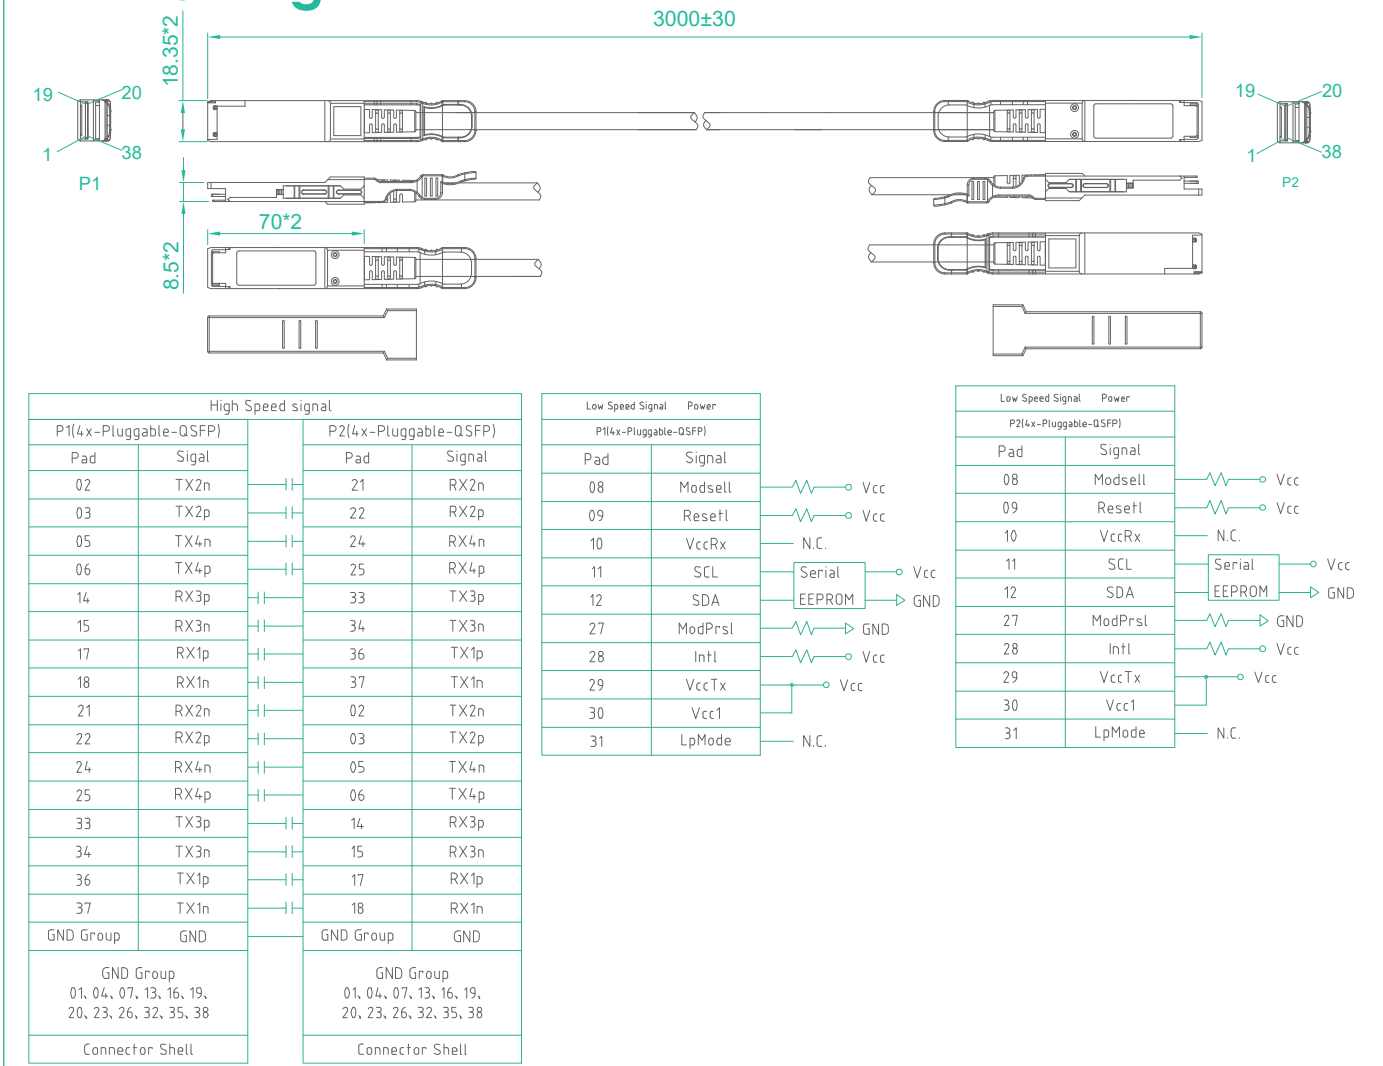 3000±30
18.35*2
19
20
1
38
P1
19
20
1
38
P2
70*2
8.5*2
High Speed signal
P1(4x-Pluggable-QSFP) P2(4x-Pluggable-QSFP)
Pad Sigal Pad Signal
02 TX2n 21 RX2n
03 TX2p 22 RX2p
05 TX4n 24 RX4n
06 TX4p 25 RX4p
14 RX3p 33 TX3p
15 RX3n 34 TX3n
17 RX1p 36 TX1p
18 RX1n 37 TX1n
21 RX2n 02 TX2n
22 RX2p 03 TX2p
24 RX4n 05 TX4n
25 RX4p 06 TX4p
33 TX3p 14 RX3p
34 TX3n 15 RX3n
36 TX1p 17 RX1p
37 TX1n 18 RX1n
GND Group GND GND Group GND
GND Group
01、04、07、13、16、19、
20、23、26、32、35、38
GND Group
01、04、07、13、16、19、
20、23、26、32、35、38
Connector Shell Connector Shell
Low Speed Signal Power
P1(4x-Pluggable-QSFP)
Pad Signal
08 Modsell Vcc
09 Resetl Vcc
10 VccRx N.C.
11 SCL Serial Vcc
12 SDA EEPROM GND
27 ModPrsl GND
28 Intl Vcc
29 VccTx Vcc
30 Vcc1
31 LpMode N.C.
Low Speed Signal Power
P2(4x-Pluggable-QSFP)
Pad Signal
08 Modsell Vcc
09 Resetl Vcc
10 VccRx N.C.
11 SCL Serial Vcc
12 SDA EEPROM GND
27 ModPrsl GND
28 Intl Vcc
29 VccTx Vcc
30 Vcc1
31 LpMode N.C.